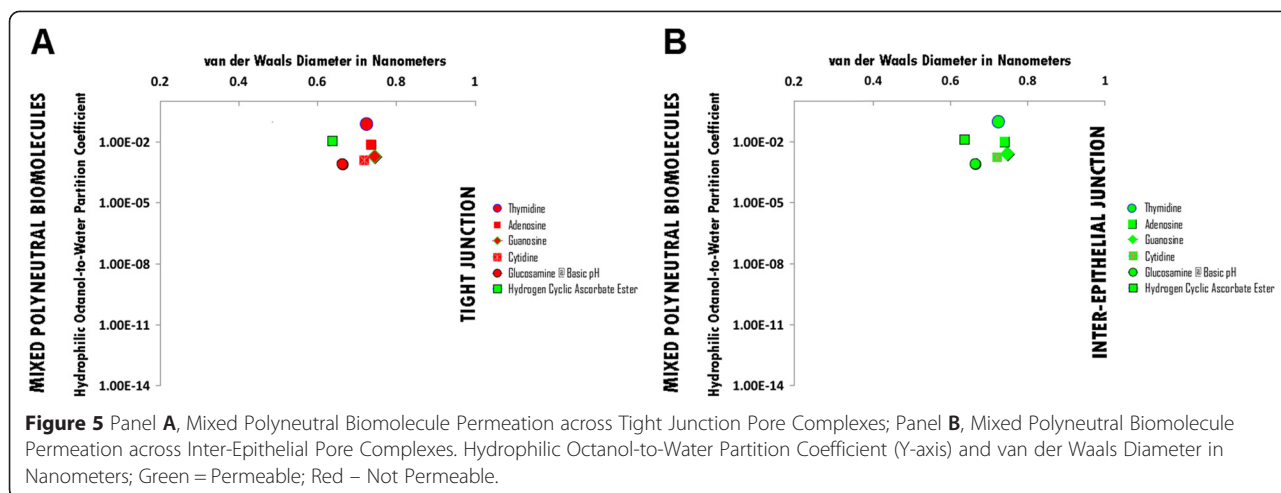 A
van der Waals Diameter in Nanometers
0.2 0.4 0.6 0.8 1
MIXED POLYNEUTRAL BIOMOLECULES
Hydrophilic Octanol-to-Water Partition Coefficient
1.00E-02
1.00E-05
1.00E-08
1.00E-11
1.00E-14
TIGHT JUNCTION
Thymidine
Adenosine
Guanosine
Cytidine
Glucosamine @ Basic pH
Hydrogen Cyclic Ascorbate Ester
B
van der Waals Diameter in Nanometers
0.2 0.4 0.6 0.8 1
MIXED POLYNEUTRAL BIOMOLECULES
Hydrophilic Octanol-to-Water Partition Coefficient
1.00E-02
1.00E-05
1.00E-08
1.00E-11
1.00E-14
INTER-EPITHELIAL JUNCTION
Thymidine
Adenosine
Guanosine
Cytidine
Glucosamine @ Basic pH
Hydrogen Cyclic Ascorbate Ester
Figure 5 Panel A, Mixed Polyneutral Biomolecule Permeation across Tight Junction Pore Complexes; Panel B, Mixed Polyneutral Biomolecule
Permeation across Inter-Epithelial Pore Complexes. Hydrophilic Octanol-to-Water Partition Coefficient (Y-axis) and van der Waals Diameter in
Nanometers; Green = Permeable; Red – Not Permeable.